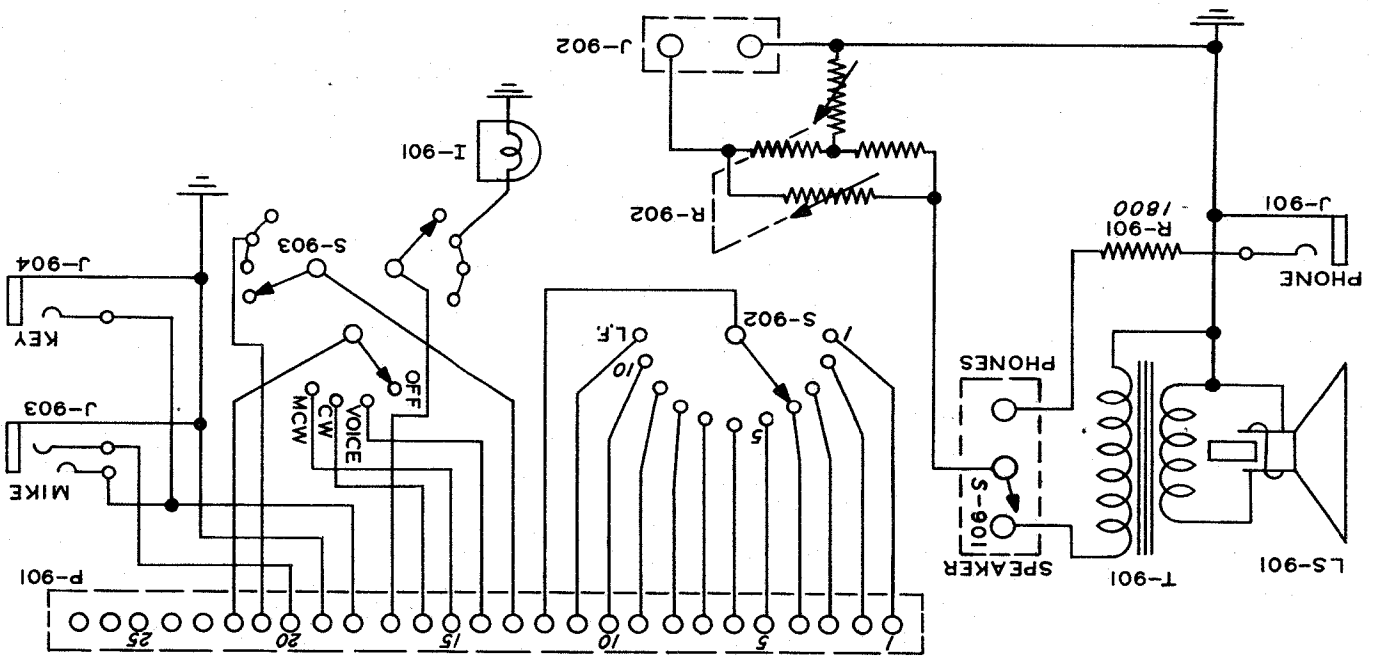 1 5 10 15 20 25
P-901
LS-901
T-901
SPEAKER
S-901
PHONES
5
1
10
L.F.
S-902
VOICE
CW
MCW
OFF
MIKE
J-903
KEY
J-904
PHONE
J-901
R-901
1800
R-902
S-903
I-901
J-902